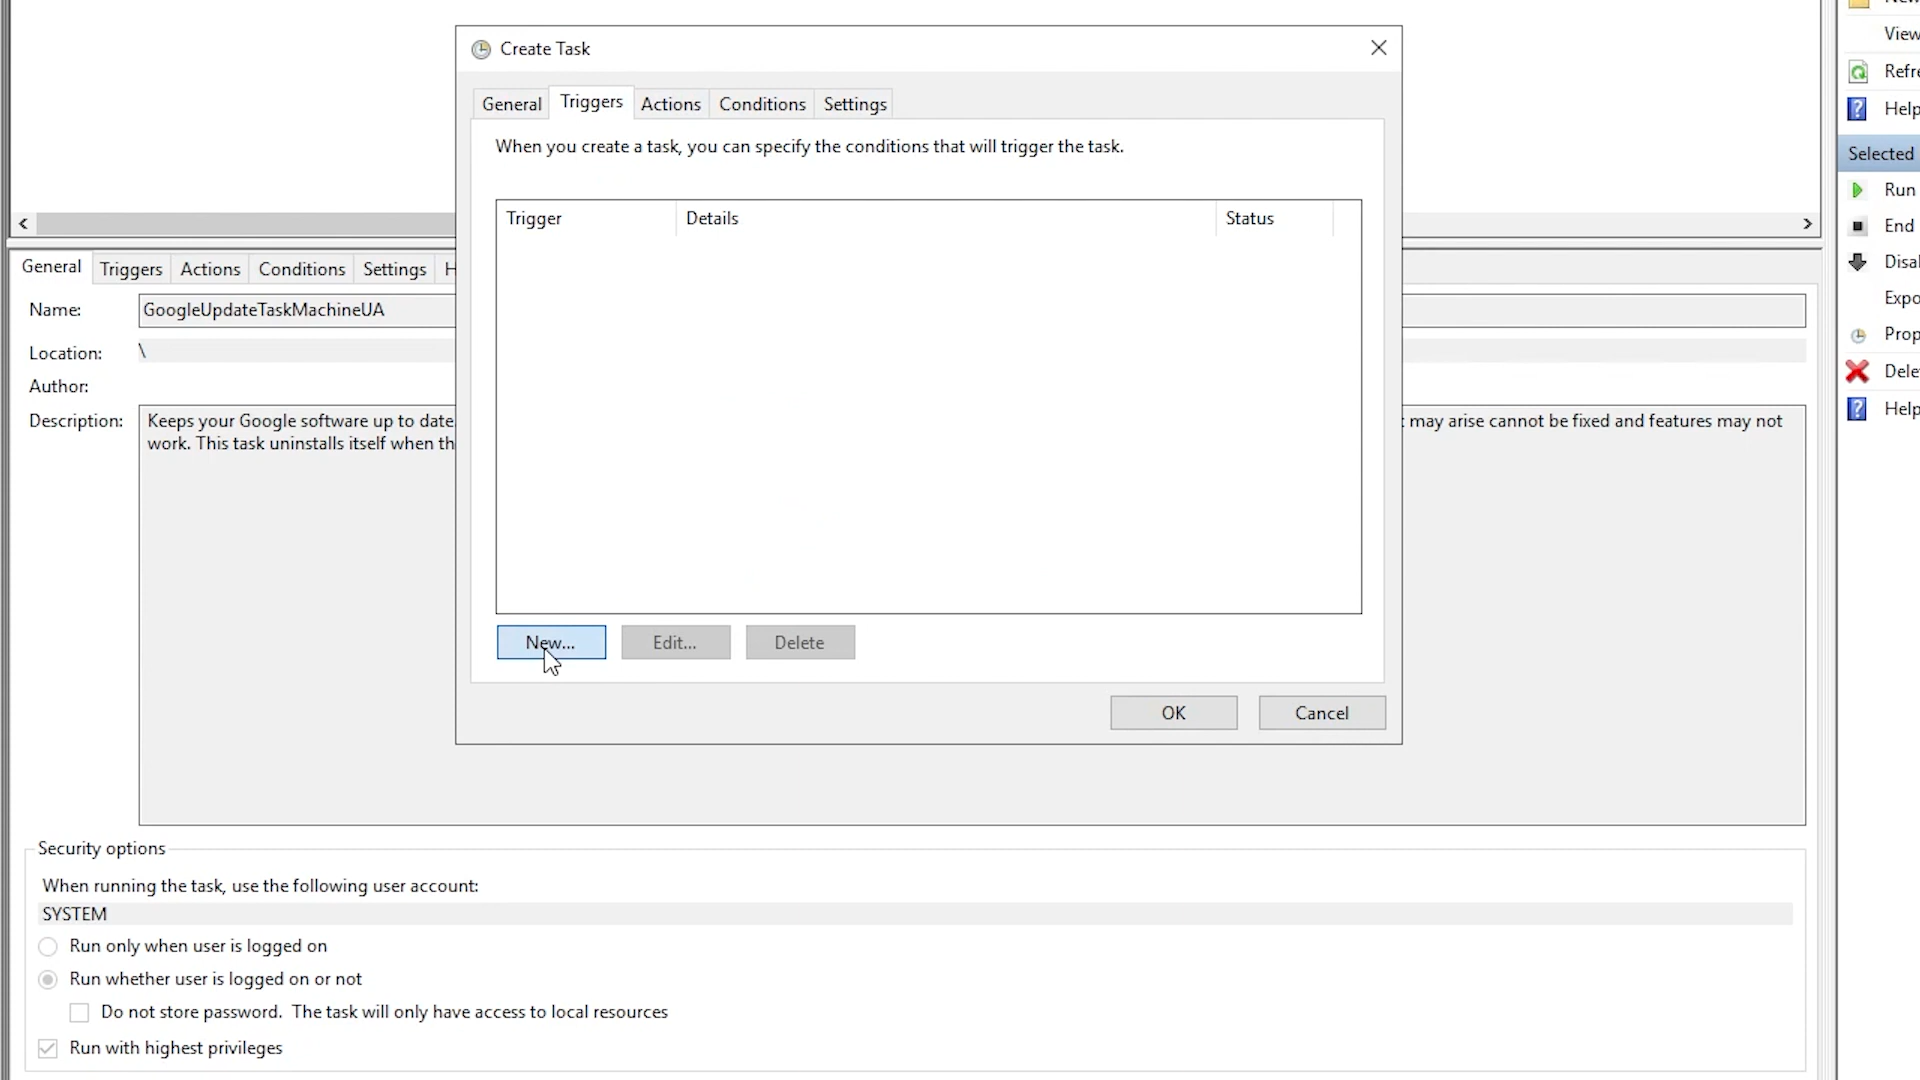 Create Task
General Triggers Actions Conditions Settings
When you create a task, you can specify the conditions that will trigger the task.
Trigger Details Status
New... Edit... Delete
OK Cancel
General Triggers Actions Conditions Settings H
Name: GoogleUpdateTaskMachineUA
Location: \
Author:
Description: Keeps your Google software up to date. may arise cannot be fixed and features may not
work. This task uninstalls itself when th
Security options
When running the task, use the following user account:
SYSTEM
Run only when user is logged on
Run whether user is logged on or not
Do not store password. The task will only have access to local resources
Run with highest privileges
View
Refre
Help
Selected
Run
End
Disal
Expo
Prop
Dele
Help